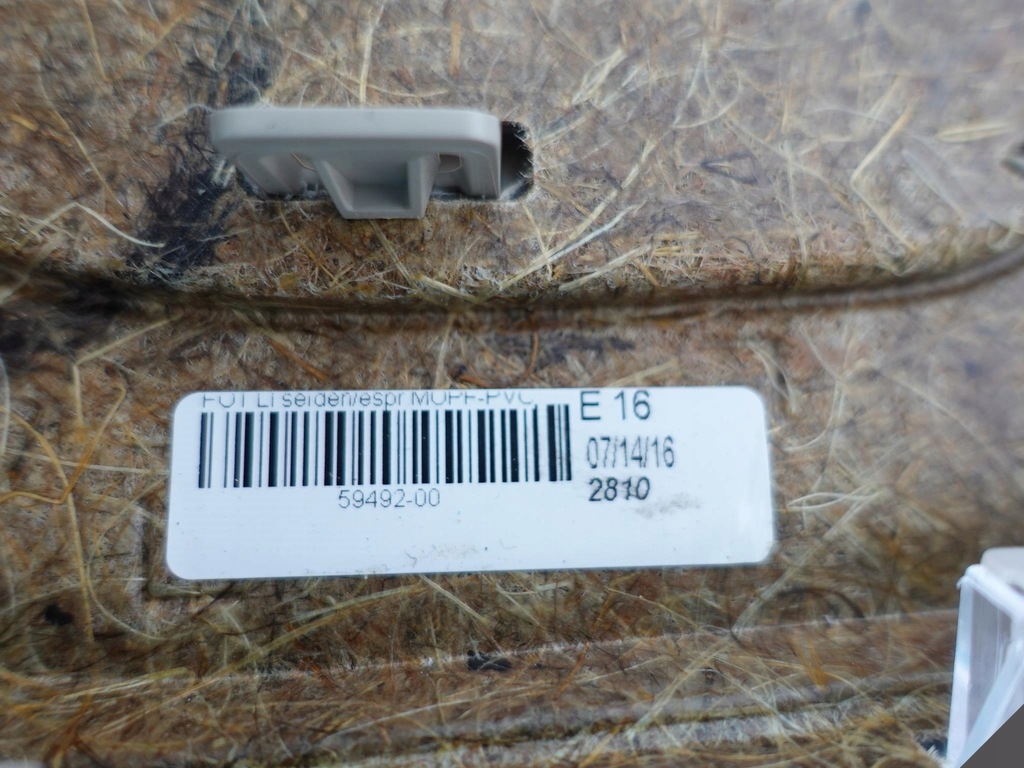 FOT Li seiden/espr MOPF-PVC
E 16
07/14/16
2810
59492-00